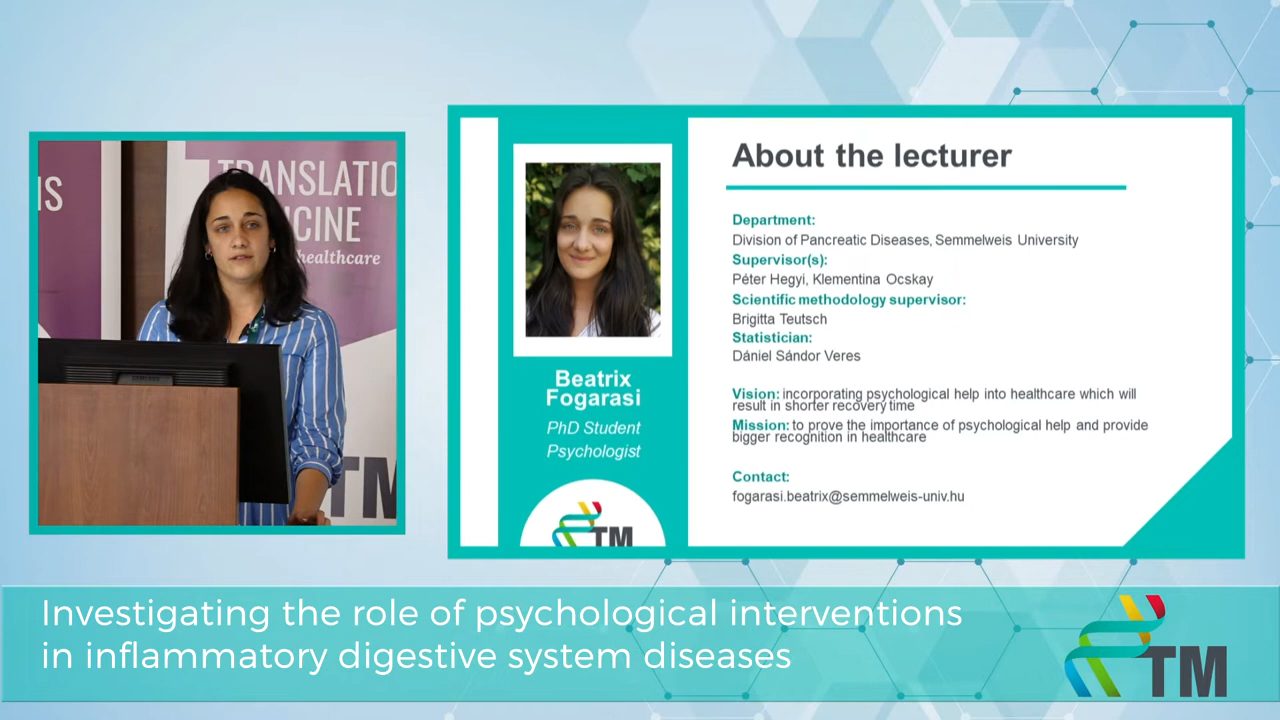 TRANSLATIO
CINE
healthcare
TM
About the lecturer
Department:
Division of Pancreatic Diseases, Semmelweis University
Supervisor(s):
Péter Hegyi, Klementina Ocskay
Scientific methodology supervisor:
Brigitta Teutsch
Statistician:
Dániel Sándor Veres
Vision: incorporating psychological help into healthcare which will
result in shorter recovery time
Mission: to prove the importance of psychological help and provide
bigger recognition in healthcare
Contact:
fogarasi.beatrix@semmelweis-univ.hu
Beatrix
Fogarasi
PhD Student
Psychologist
TM
Investigating the role of psychological interventions
in inflammatory digestive system diseases
TM